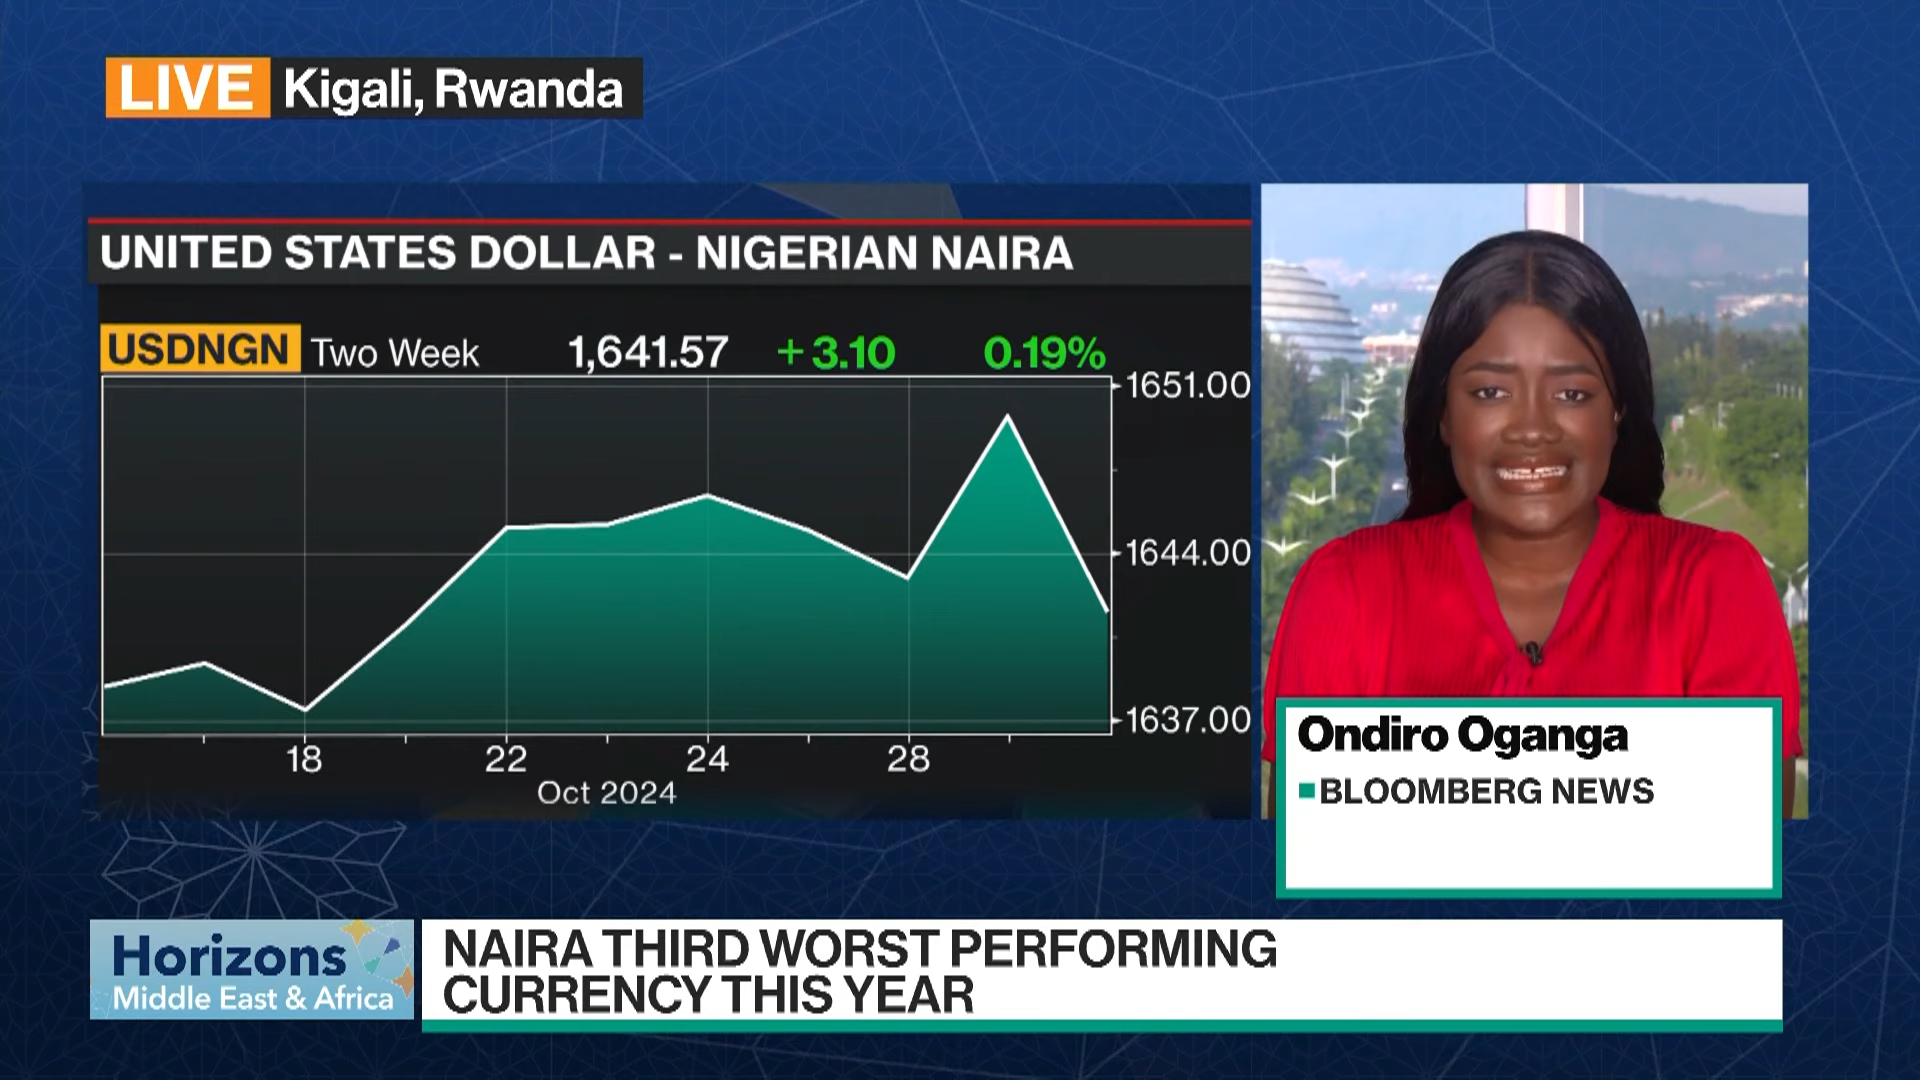 LIVE Kigali, Rwanda
UNITED STATES DOLLAR - NIGERIAN NAIRA
USDNGN Two Week 1,641.57 +3.10 0.19%
1651.00
1644.00
1637.00
18 22 24 28
Oct 2024
Ondiro Oganga
BLOOMBERG NEWS
Horizons
Middle East & Africa
NAIRA THIRD WORST PERFORMING
CURRENCY THIS YEAR